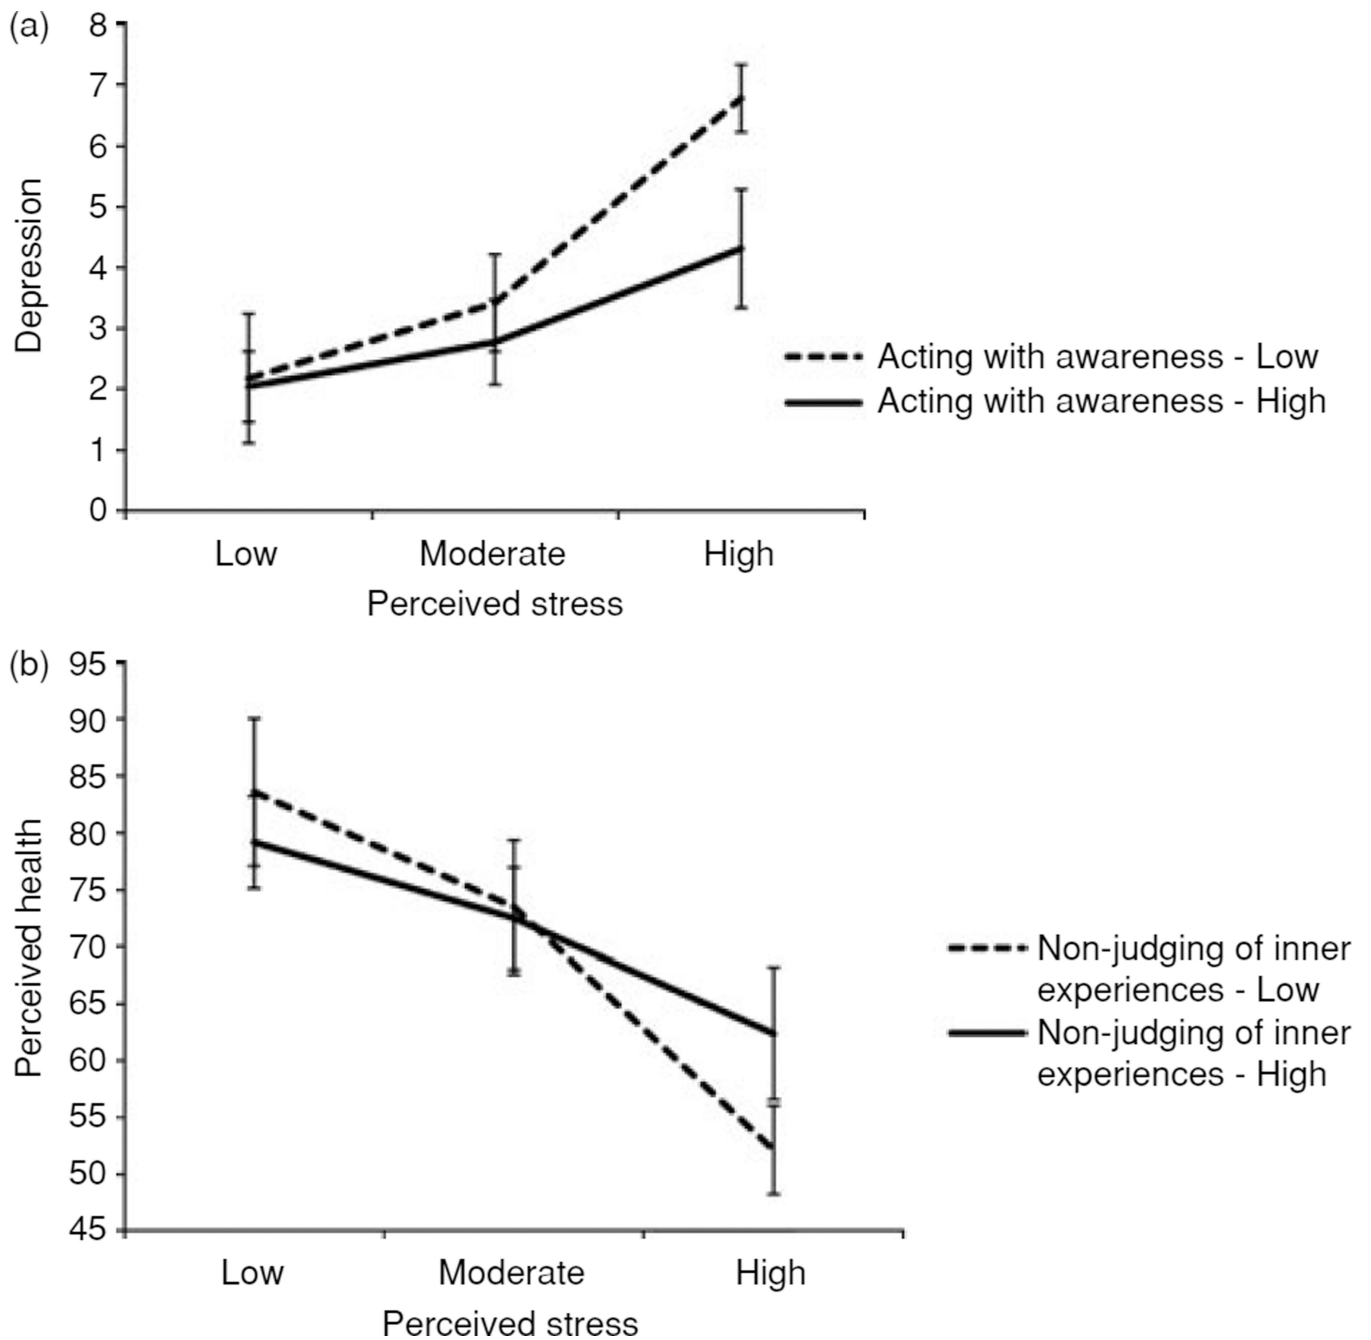 (a)
8
7
6
5
4
3
2
1
0
Depression
Low Moderate High
Perceived stress
Acting with awareness - Low
Acting with awareness - High
(b)
95
90
85
80
75
70
65
60
55
50
45
Perceived health
Low Moderate High
Perceived stress
Non-judging of inner
experiences - Low
Non-judging of inner
experiences - High